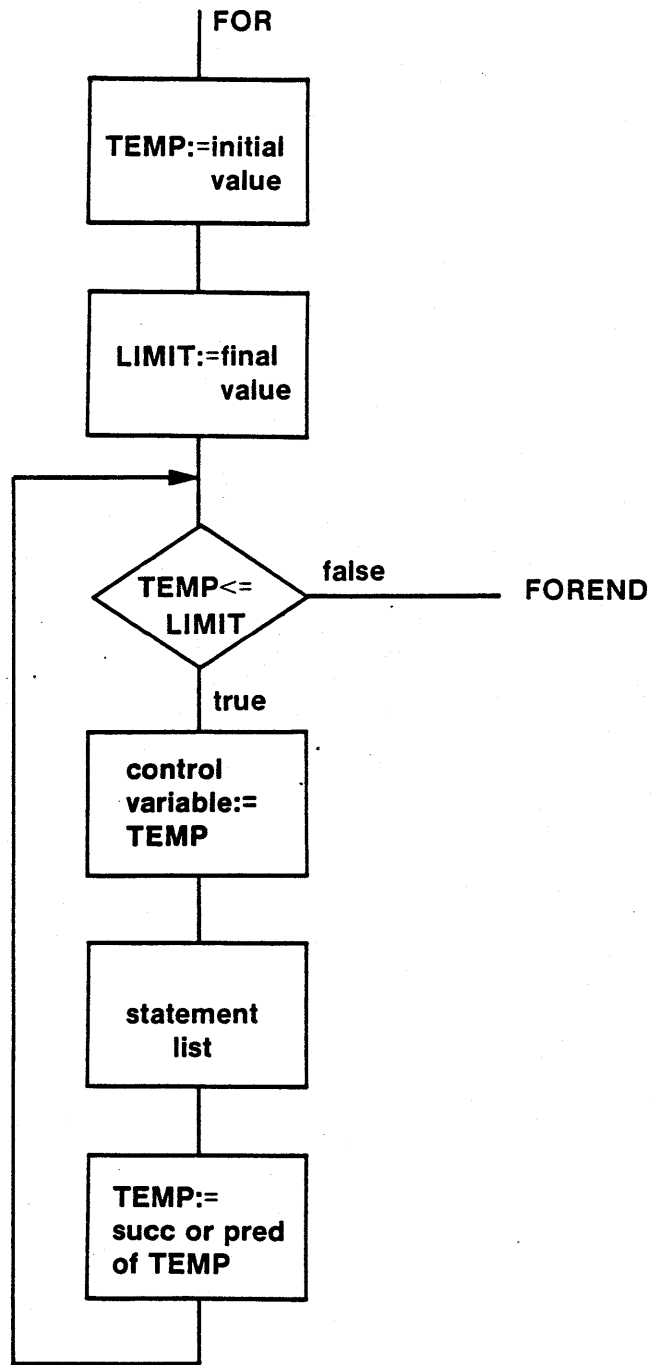 FOR
TEMP:=initial
value
LIMIT:=final
value
TEMP<=
LIMIT
false
FOREND
true
control
variable:=
TEMP
statement
list
TEMP:=
succ or pred
of TEMP